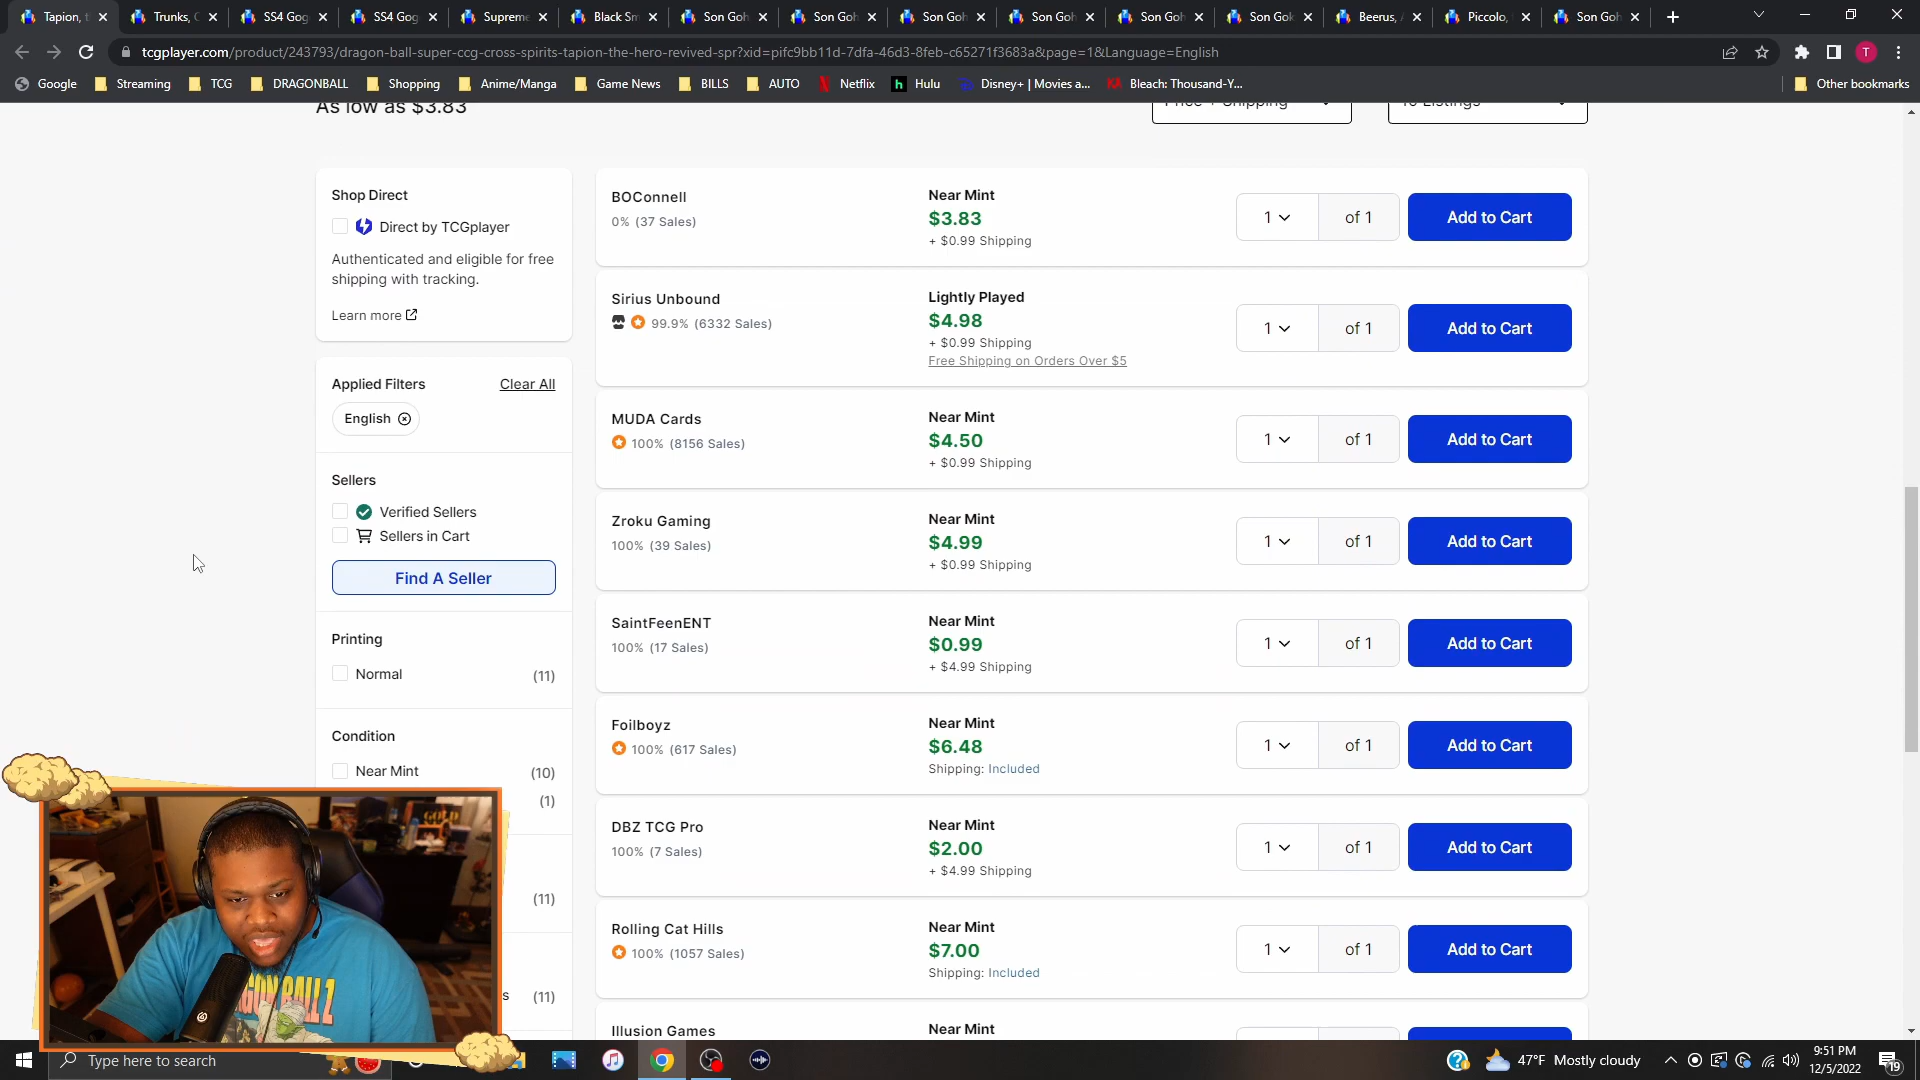 Tapion, t
Trunks, C
SS4 Gog
SS4 Gog
Supreme
Black Sm
Son Goh
Son Goh
Son Goh
Son Goh
Son Goh
Son Gok
Beerus, A
Piccolo,
Son Goh
tcgplayer.com/product/243793/dragon-ball-super-ccg-cross-spirits-tapion-the-hero-revived-spr?xid=pifc9bb11d-7dfa-46d3-8feb-c65271f3683a&page=1&Language=English
T
Google
Streaming
TCG
DRAGONBALL
Shopping
Anime/Manga
Game News
BILLS
AUTO
Netflix
h Hulu
Disney+ | Movies a...
Bleach: Thousand-Y...
Other bookmarks
As low as $3.83
Price + Shipping
10 Listings
Shop Direct
Direct by TCGplayer
Authenticated and eligible for free
shipping with tracking.
Learn more
Applied Filters Clear All
English
Sellers
Verified Sellers
Sellers in Cart
Find A Seller
Printing
Normal (11)
Condition
Near Mint (10)
(1)
(11)
s (11)
BOConnell
0% (37 Sales)
Near Mint
$3.83
+ $0.99 Shipping
1 of 1 Add to Cart
Sirius Unbound
99.9% (6332 Sales)
Lightly Played
$4.98
+ $0.99 Shipping
Free Shipping on Orders Over $5
1 of 1 Add to Cart
MUDA Cards
100% (8156 Sales)
Near Mint
$4.50
+ $0.99 Shipping
1 of 1 Add to Cart
Zroku Gaming
100% (39 Sales)
Near Mint
$4.99
+ $0.99 Shipping
1 of 1 Add to Cart
SaintFeenENT
100% (17 Sales)
Near Mint
$0.99
+ $4.99 Shipping
1 of 1 Add to Cart
Foilboyz
100% (617 Sales)
Near Mint
$6.48
Shipping: Included
1 of 1 Add to Cart
DBZ TCG Pro
100% (7 Sales)
Near Mint
$2.00
+ $4.99 Shipping
1 of 1 Add to Cart
Rolling Cat Hills
100% (1057 Sales)
Near Mint
$7.00
Shipping: Included
1 of 1 Add to Cart
Illusion Games
Near Mint
GOLD
DRAGON BALL Z
Type here to search
47°F Mostly cloudy
9:51 PM
12/5/2022
19